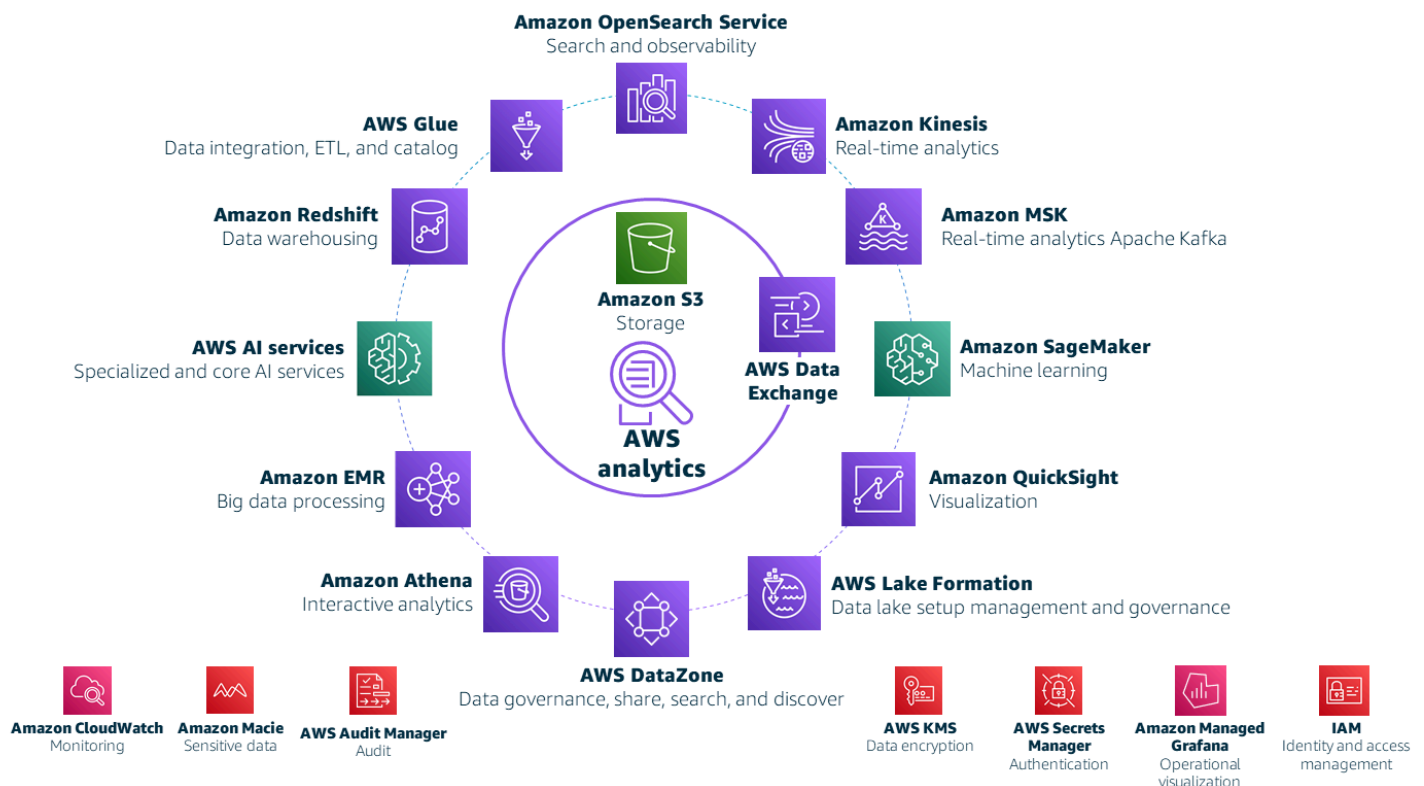 Amazon OpenSearch Service
Search and observability
AWS Glue
Data integration, ETL, and catalog
Amazon Kinesis
Real-time analytics
Amazon Redshift
Data warehousing
K
Amazon MSK
Real-time analytics Apache Kafka
Amazon S3
Storage
AWS Data
Exchange
AWS
analytics
AWS AI services
Specialized and core AI services
Amazon SageMaker
Machine learning
Amazon EMR
Big data processing
Amazon QuickSight
Visualization
Amazon Athena
Interactive analytics
AWS Lake Formation
Data lake setup management and governance
AWS DataZone
Data governance, share, search, and discover
Amazon CloudWatch
Monitoring
Amazon Macie
Sensitive data
AWS Audit Manager
Audit
AWS KMS
Data encryption
AWS Secrets
Manager
Authentication
Amazon Managed
Grafana
Operational
visualization
IAM
Identity and access
management